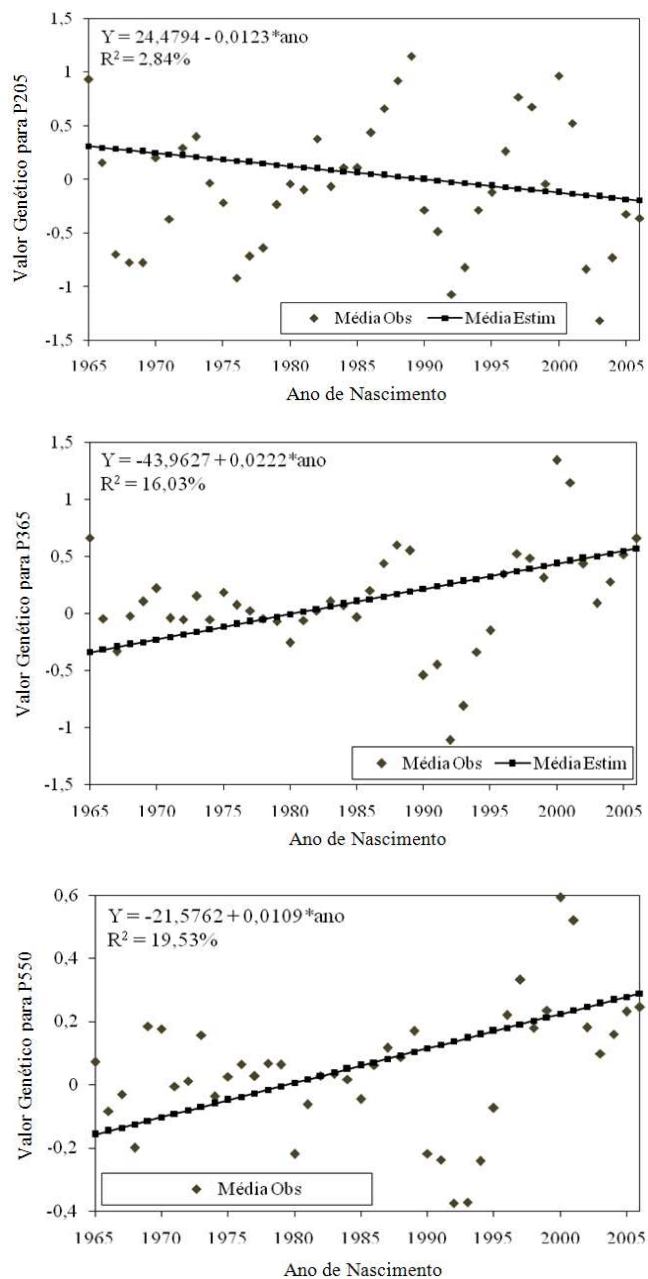 Y = 24,4794 - 0,0123*ano
R² = 2,84%
1,5
1
0,5
0
-0,5
-1
-1,5
Valor Genético para P205
Média Obs Média Estim
1965 1970 1975 1980 1985 1990 1995 2000 2005
Ano de Nascimento
Y = -43,9627 + 0,0222*ano
R² = 16,03%
1,5
1
0,5
0
-0,5
-1
-1,5
Valor Genético para P365
Média Obs Média Estim
1965 1970 1975 1980 1985 1990 1995 2000 2005
Ano de Nascimento
Y = -21,5762 + 0,0109*ano
R² = 19,53%
0,6
0,4
0,2
0
-0,2
-0,4
Valor Genético para P550
Média Obs
1965 1970 1975 1980 1985 1990 1995 2000 2005
Ano de Nascimento